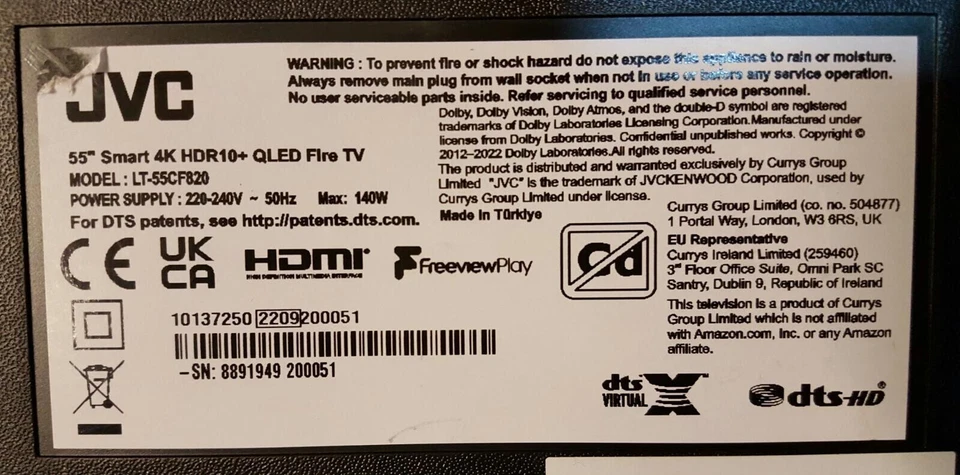 JVC
WARNING : To prevent fire or shock hazard do not expose this appliance to rain or moisture.
Always remove main plug from wall socket when not in use or before any service operation.
No user serviceable parts inside. Refer servicing to qualified service personnel.
Dolby, Dolby Vision, Dolby Atmos, and the double-D symbol are registered
trademarks of Dolby Laboratories Licensing Corporation.Manufactured under
license from Dolby Laboratories. Confidential unpublished works. Copyright ©
2012-2022 Dolby Laboratories.All rights reserved.
The product is distributed and warranted exclusively by Currys Group
Limited "JVC" is the trademark of JVCKENWOOD Corporation, used by
Currys Group Limited under license.
Made in Türkiye
55" Smart 4K HDR10+ QLED Fire TV
MODEL : LT-55CF820
POWER SUPPLY : 220-240V ~ 50Hz Max: 140W
For DTS patents, see http://patents.dts.com.
CE
UK
CA
HDMI
HIGH DEFINITION MULTIMEDIA INTERFACE
FreeviewPlay
Cd
Currys Group Limited (co. no. 504877)
1 Portal Way, London, W3 6RS, UK
EU Representative
Currys Ireland Limited (259460)
3rd Floor Office Suite, Omni Park SC
Santry, Dublin 9, Republic of Ireland
This television is a product of Currys
Group Limited which is not affiliated
with Amazon.com, Inc. or any Amazon
affiliate.
10137250 2209200051
-SN: 8891949 200051
dts X
VIRTUAL
dts-HD